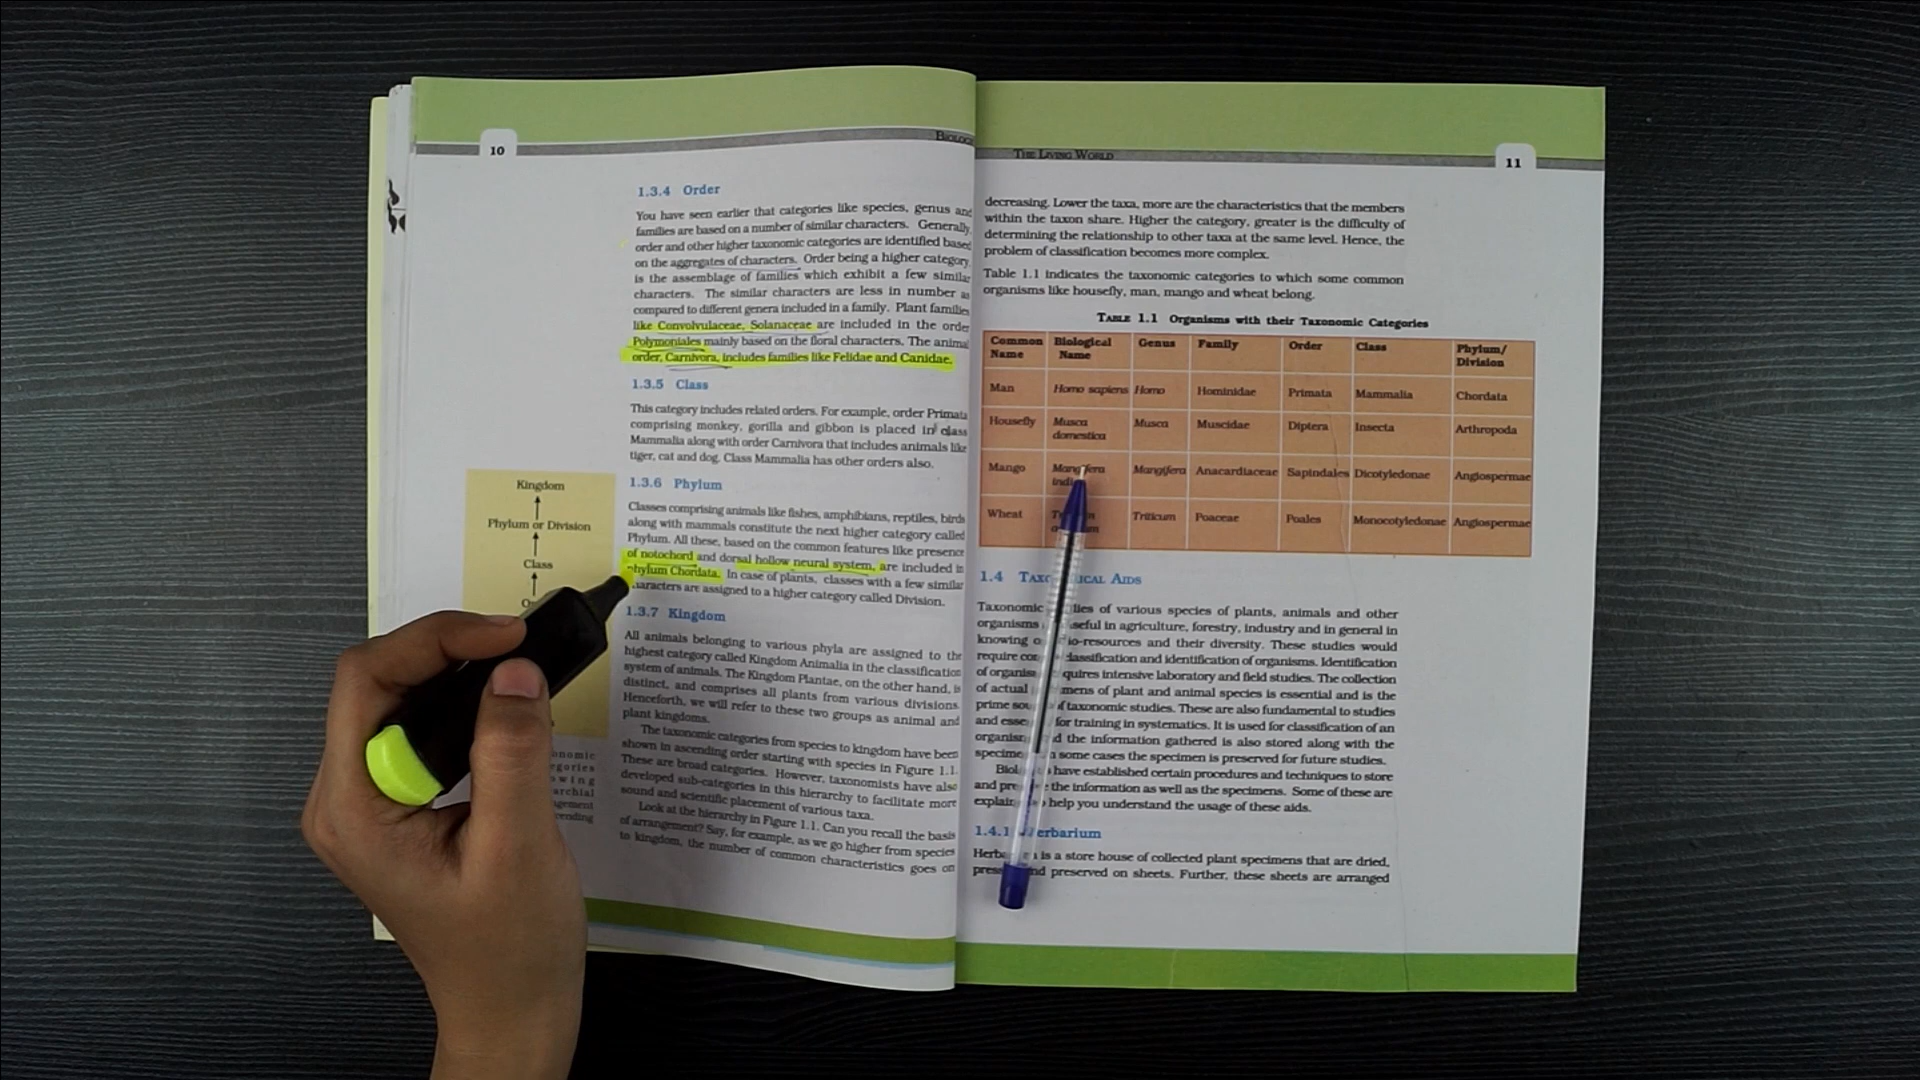 10
BIOLOGY
1.3.4 Order
You have seen earlier that categories like species, genus and
families are based on a number of similar characters. Generally,
order and other higher taxonomic categories are identified based
on the aggregates of characters. Order being a higher category,
is the assemblage of families which exhibit a few similar
characters. The similar characters are less in number as
compared to different genera included in a family. Plant families
like Convolvulaceae, Solanaceae are included in the order
Polymoniales mainly based on the floral characters. The animal
order, Carnivora, includes families like Felidae and Canidae.
1.3.5 Class
This category includes related orders. For example, order Primata
comprising monkey, gorilla and gibbon is placed in class
Mammalia along with order Carnivora that includes animals like
tiger, cat and dog. Class Mammalia has other orders also.
1.3.6 Phylum
Classes comprising animals like fishes, amphibians, reptiles, birds
along with mammals constitute the next higher category called
Phylum. All these, based on the common features like presence
of notochord and dorsal hollow neural system, are included in
phylum Chordata. In case of plants, classes with a few similar
characters are assigned to a higher category called Division.
1.3.7 Kingdom
All animals belonging to various phyla are assigned to the
highest category called Kingdom Animalia in the classification
system of animals. The Kingdom Plantae, on the other hand, is
distinct, and comprises all plants from various divisions.
Henceforth, we will refer to these two groups as animal and
plant kingdoms.
The taxonomic categories from species to kingdom have been
shown in ascending order starting with species in Figure 1.1.
These are broad categories. However, taxonomists have also
developed sub-categories in this hierarchy to facilitate more
sound and scientific placement of various taxa.
Look at the hierarchy in Figure 1.1. Can you recall the basis
of arrangement? Say, for example, as we go higher from species
to kingdom, the number of common characteristics goes on
Kingdom
Phylum or Division
Class
THE LIVING WORLD
11
decreasing. Lower the taxa, more are the characteristics that the members
within the taxon share. Higher the category, greater is the difficulty of
determining the relationship to other taxa at the same level. Hence, the
problem of classification becomes more complex.
Table 1.1 indicates the taxonomic categories to which some common
organisms like housefly, man, mango and wheat belong.
TABLE 1.1 Organisms with their Taxonomic Categories
Common Name Biological Name Genus Family Order Class Phylum/ Division
Man Homo sapiens Homo Hominidae Primata Mammalia Chordata
Housefly Musca domestica Musca Muscidae Diptera Insecta Arthropoda
Mango Mangifera indica Mangifera Anacardiaceae Sapindales Dicotyledonae Angiospermae
Wheat Triticum Poaceae Poales Monocotyledonae Angiospermae
1.4 TAXONOMICAL AIDS
Taxonomic studies of various species of plants, animals and other
organisms are useful in agriculture, forestry, industry and in general in
knowing our bio-resources and their diversity. These studies would
require correct classification and identification of organisms. Identification
of organisms requires intensive laboratory and field studies. The collection
of actual specimens of plant and animal species is essential and is the
prime source of taxonomic studies. These are also fundamental to studies
and essential for training in systematics. It is used for classification of an
organism, and the information gathered is also stored along with the
specimens. In some cases the specimen is preserved for future studies.
Biologists have established certain procedures and techniques to store
and preserve the information as well as the specimens. Some of these are
explained to help you understand the usage of these aids.
1.4.1 Herbarium
Herbarium is a store house of collected plant specimens that are dried,
pressed and preserved on sheets. Further, these sheets are arranged